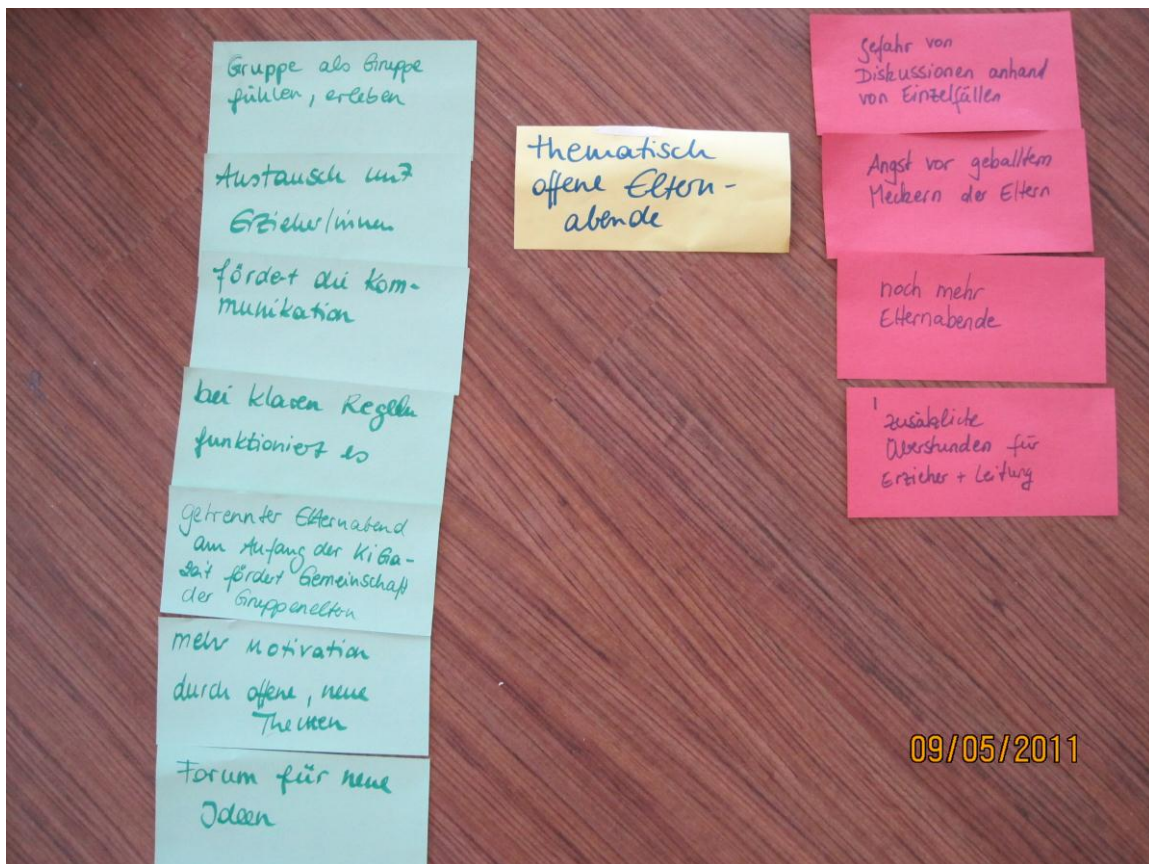 Gruppe als Gruppe
fühlen, erleben
Austausch mit
Erzieher/innen
fördert die Kom-
munikation
bei klaren Regeln
funktioniert es
getrennter Elternabend
am Anfang der KiGa-
Zeit fördert Gemeinschaft
der Gruppeneltern
mehr Motivation
durch offene, neue
Themen
Forum für neue
Ideen
thematisch
offene Eltern-
abende
Gefahr von
Diskussionen anhand
von Einzelfällen
Angst vor geballtem
Meckern der Eltern
noch mehr
Elternabende
zusätzliche
Überstunden für
Erzieher + Leitung
09/05/2011